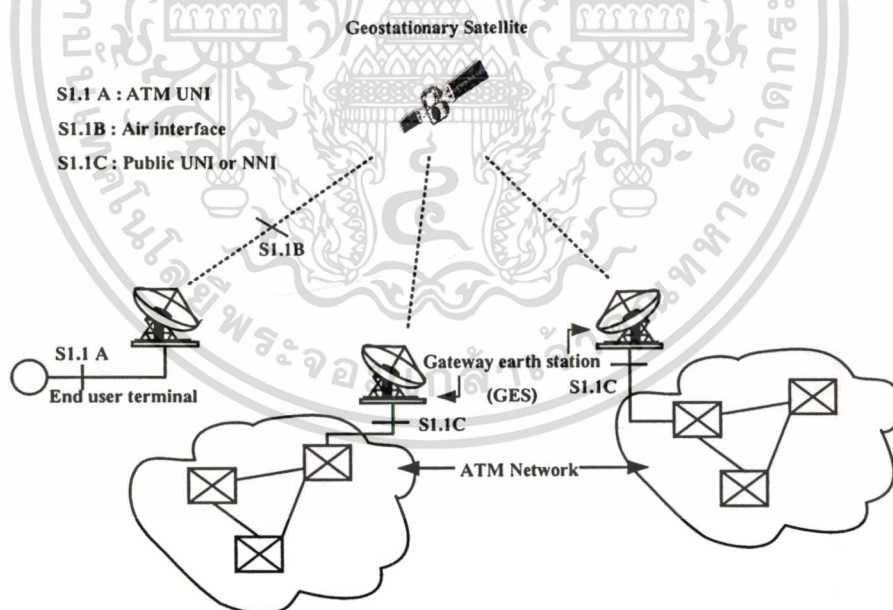 Geostationary Satellite
S1.1 A : ATM UNI
S1.1B : Air interface
S1.1C : Public UNI or NNI
S1.1B
S1.1 A
End user terminal
Gateway earth station
(GES)
S1.1C
S1.1C
ATM Network